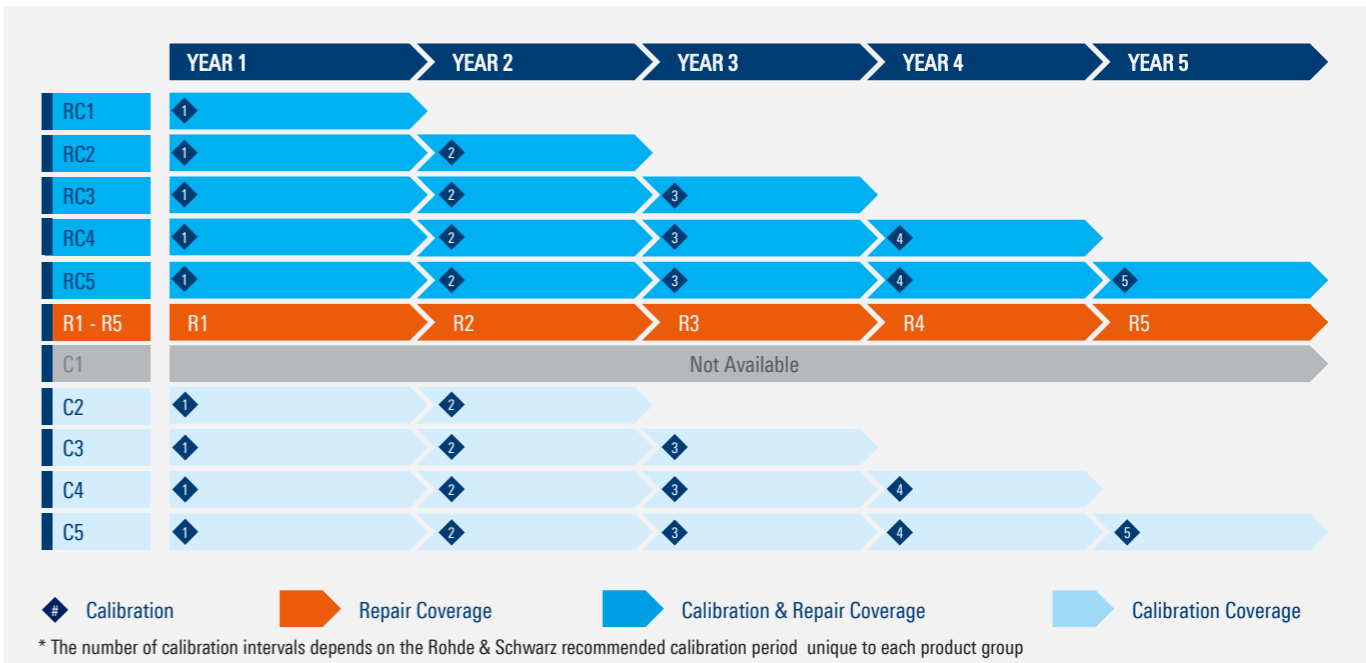 YEAR 1 YEAR 2 YEAR 3 YEAR 4 YEAR 5
RC1 1
RC2 1 2
RC3 1 2 3
RC4 1 2 3 4
RC5 1 2 3 4 5
R1 - R5 R1 R2 R3 R4 R5
C1 Not Available
C2 1 2
C3 1 2 3
C4 1 2 3 4
C5 1 2 3 4 5
# Calibration Repair Coverage Calibration & Repair Coverage Calibration Coverage
* The number of calibration intervals depends on the Rohde & Schwarz recommended calibration period unique to each product group